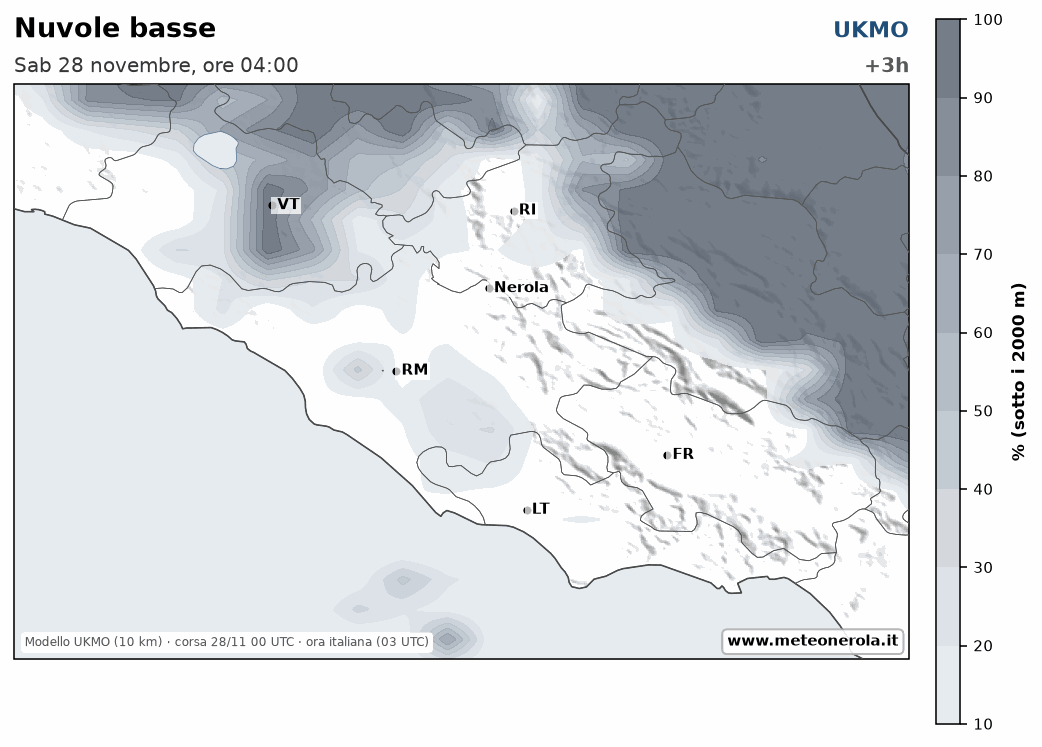 Nuvole basse
UKMO
Sab 28 novembre, ore 04:00
+3h
100
90
80
70
60
50
40
30
20
10
% (sotto i 2000 m)
VT
RI
Nerola
RM
FR
LT
Modello UKMO (10 km) · corsa 28/11 00 UTC · ora italiana (03 UTC)
www.meteonerola.it